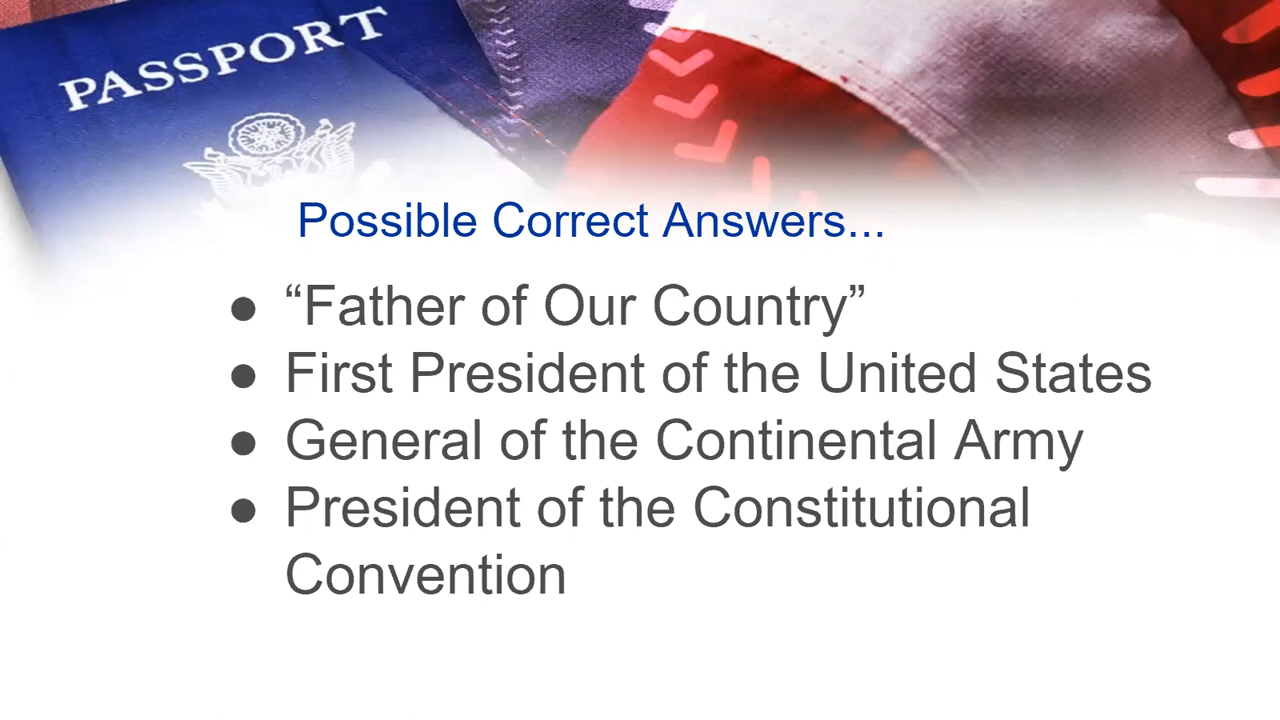 PASSPORT
Possible Correct Answers...
● “Father of Our Country”
● First President of the United States
● General of the Continental Army
● President of the Constitutional
Convention